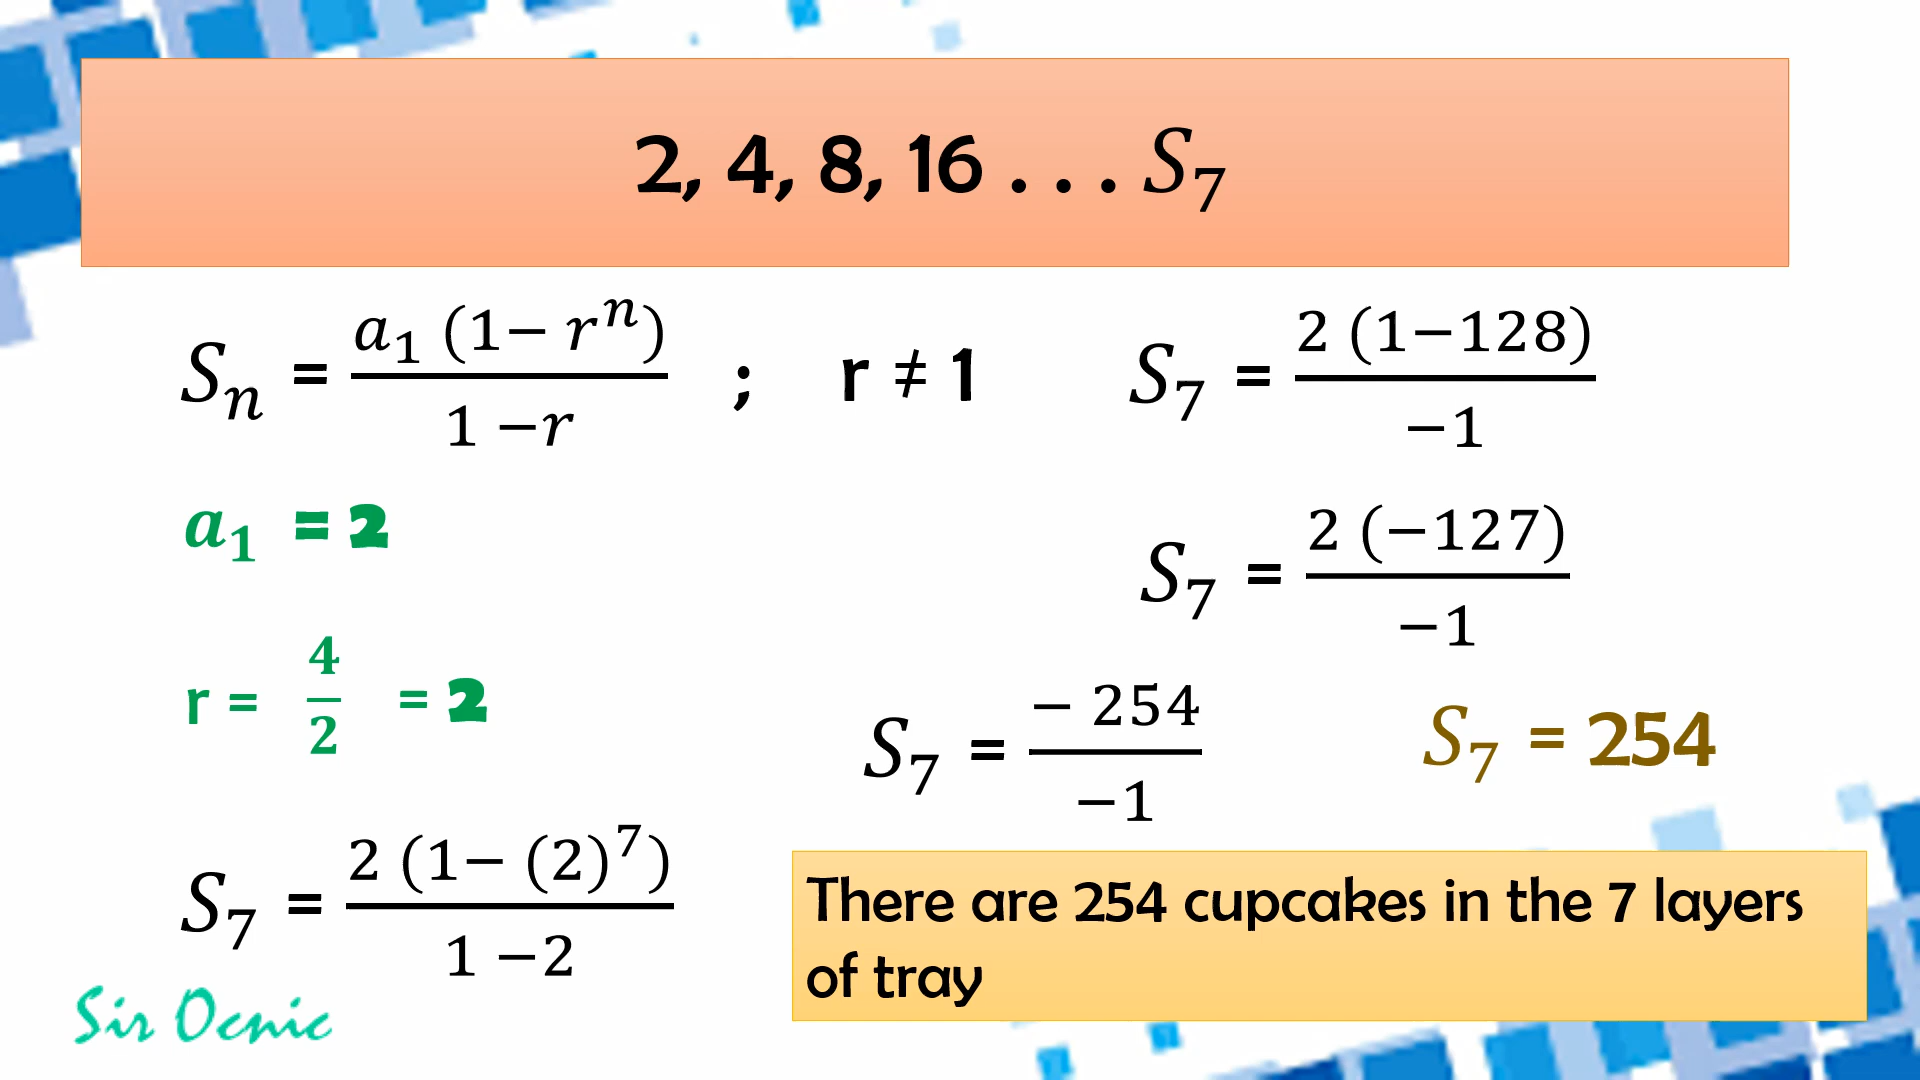 2, 4, 8, 16 . . . S₇
Sₙ = a₁ (1− rⁿ) / 1 −r ; r ≠ 1
a₁ = 2
r = 4/2 = 2
S₇ = 2 (1− (2)⁷) / 1 −2
S₇ = 2 (1−128) / −1
S₇ = 2 (−127) / −1
S₇ = − 254 / −1
S₇ = 254
There are 254 cupcakes in the 7 layers
of tray
Sir Ocnic